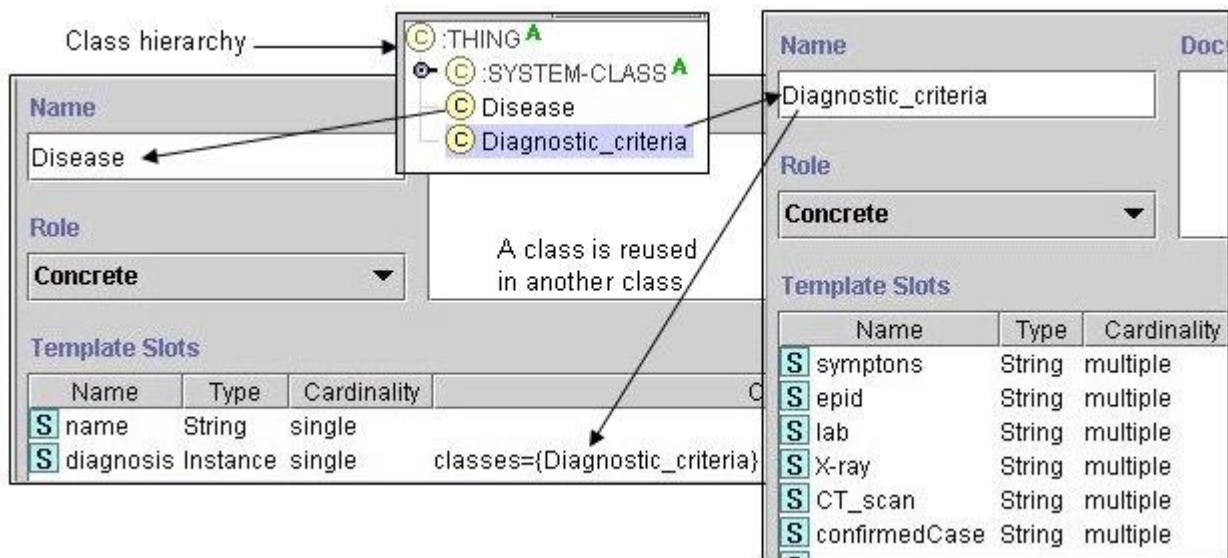 Class hierarchy
:THING A
:SYSTEM-CLASS A
Disease
Diagnostic_criteria
Name
Disease
Role
Concrete
A class is reused
in another class
Template Slots
Name Type Cardinality C
S name String single
S diagnosis Instance single classes={Diagnostic_criteria}
Name Doc
Diagnostic_criteria
Role
Concrete
Template Slots
Name Type Cardinality
S symptons String multiple
S epid String multiple
S lab String multiple
S X-ray String multiple
S CT_scan String multiple
S confirmedCase String multiple